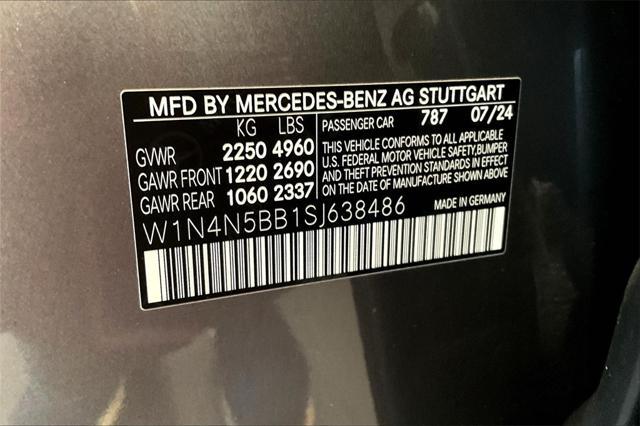 MFD BY MERCEDES-BENZ AG STUTTGART
KG LBS
GVWR 2250 4960
GAWR FRONT 1220 2690
GAWR REAR 1060 2337
PASSENGER CAR 787 07/24
THIS VEHICLE CONFORMS TO ALL APPLICABLE
U.S. FEDERAL MOTOR VEHICLE SAFETY,BUMPER
AND THEFT PREVENTION STANDARDS IN EFFECT
ON THE DATE OF MANUFACTURE SHOWN ABOVE.
W1N4N5BB1SJ638486
MADE IN GERMANY